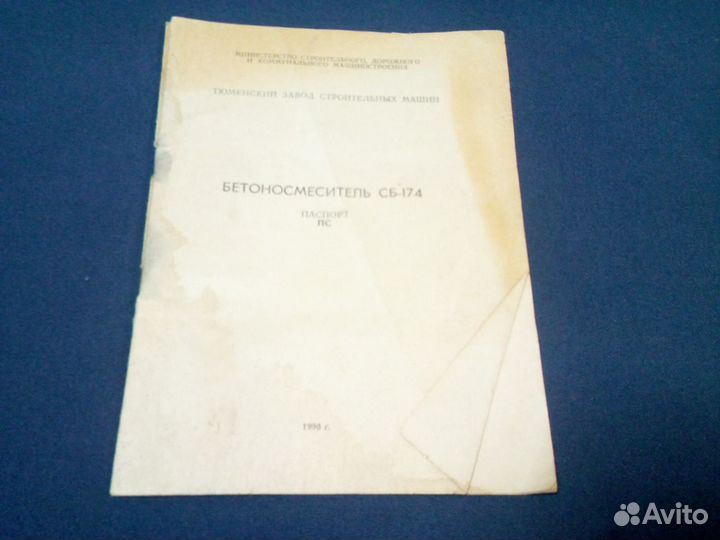 МИНИСТЕРСТВО СТРОИТЕЛЬНОГО, ДОРОЖНОГО
И КОММУНАЛЬНОГО МАШИНОСТРОЕНИЯ
ТЮМЕНСКИЙ ЗАВОД СТРОИТЕЛЬНЫХ МАШИН
БЕТОНОСМЕСИТЕЛЬ СБ-174
ПАСПОРТ
ПС
1990 г.
Avito